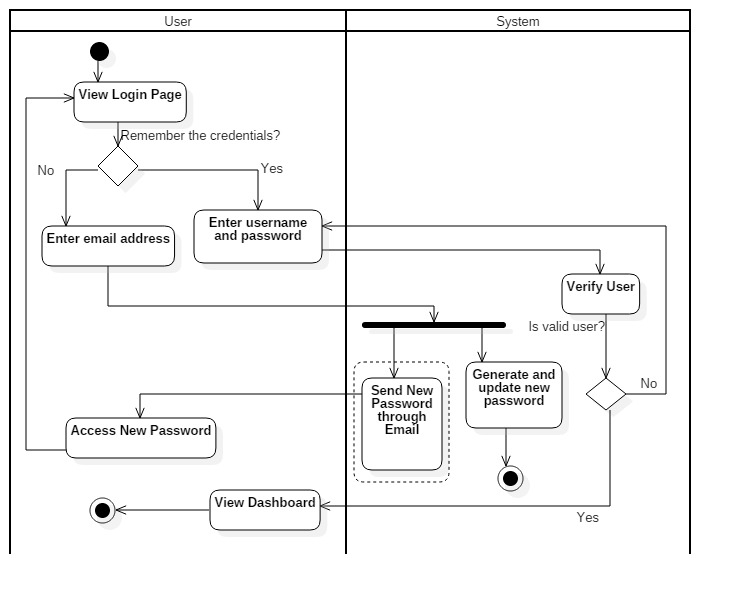 User
System
View Login Page
Remember the credentials?
No
Yes
Enter email address
Enter username
and password
Verify User
Is valid user?
No
Send New
Password
through
Email
Generate and
update new
password
Access New Password
View Dashboard
Yes